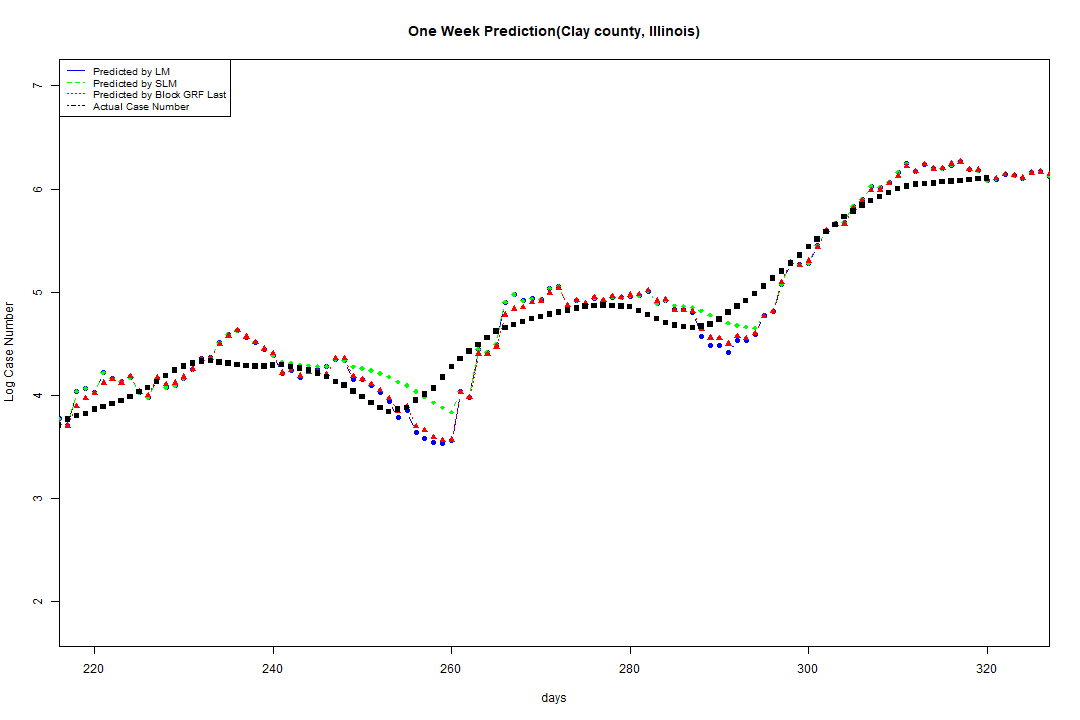 One Week Prediction(Clay county, Illinois)
Predicted by LM
Predicted by SLM
Predicted by Block GRF Last
Actual Case Number
7
6
5
4
3
2
Log Case Number
220 240 260 280 300 320
days